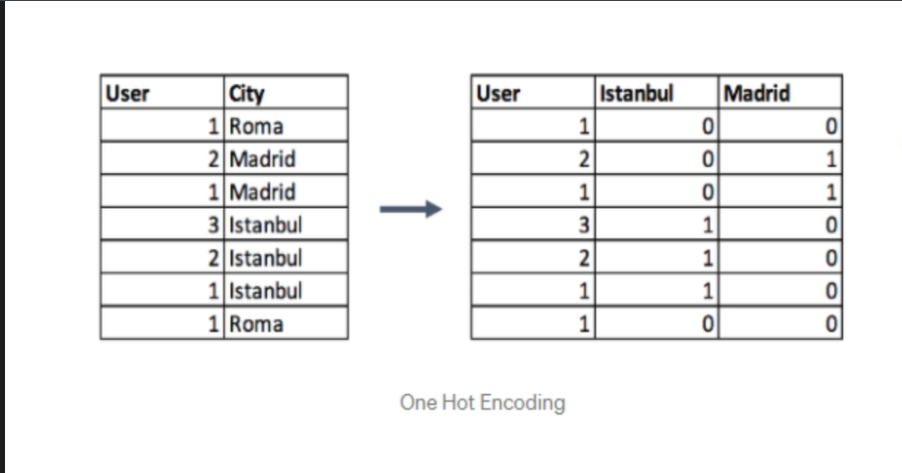 User City
1 Roma
2 Madrid
1 Madrid
3 Istanbul
2 Istanbul
1 Istanbul
1 Roma
User Istanbul Madrid
1 0 0
2 0 1
1 0 1
3 1 0
2 1 0
1 1 0
1 0 0
One Hot Encoding